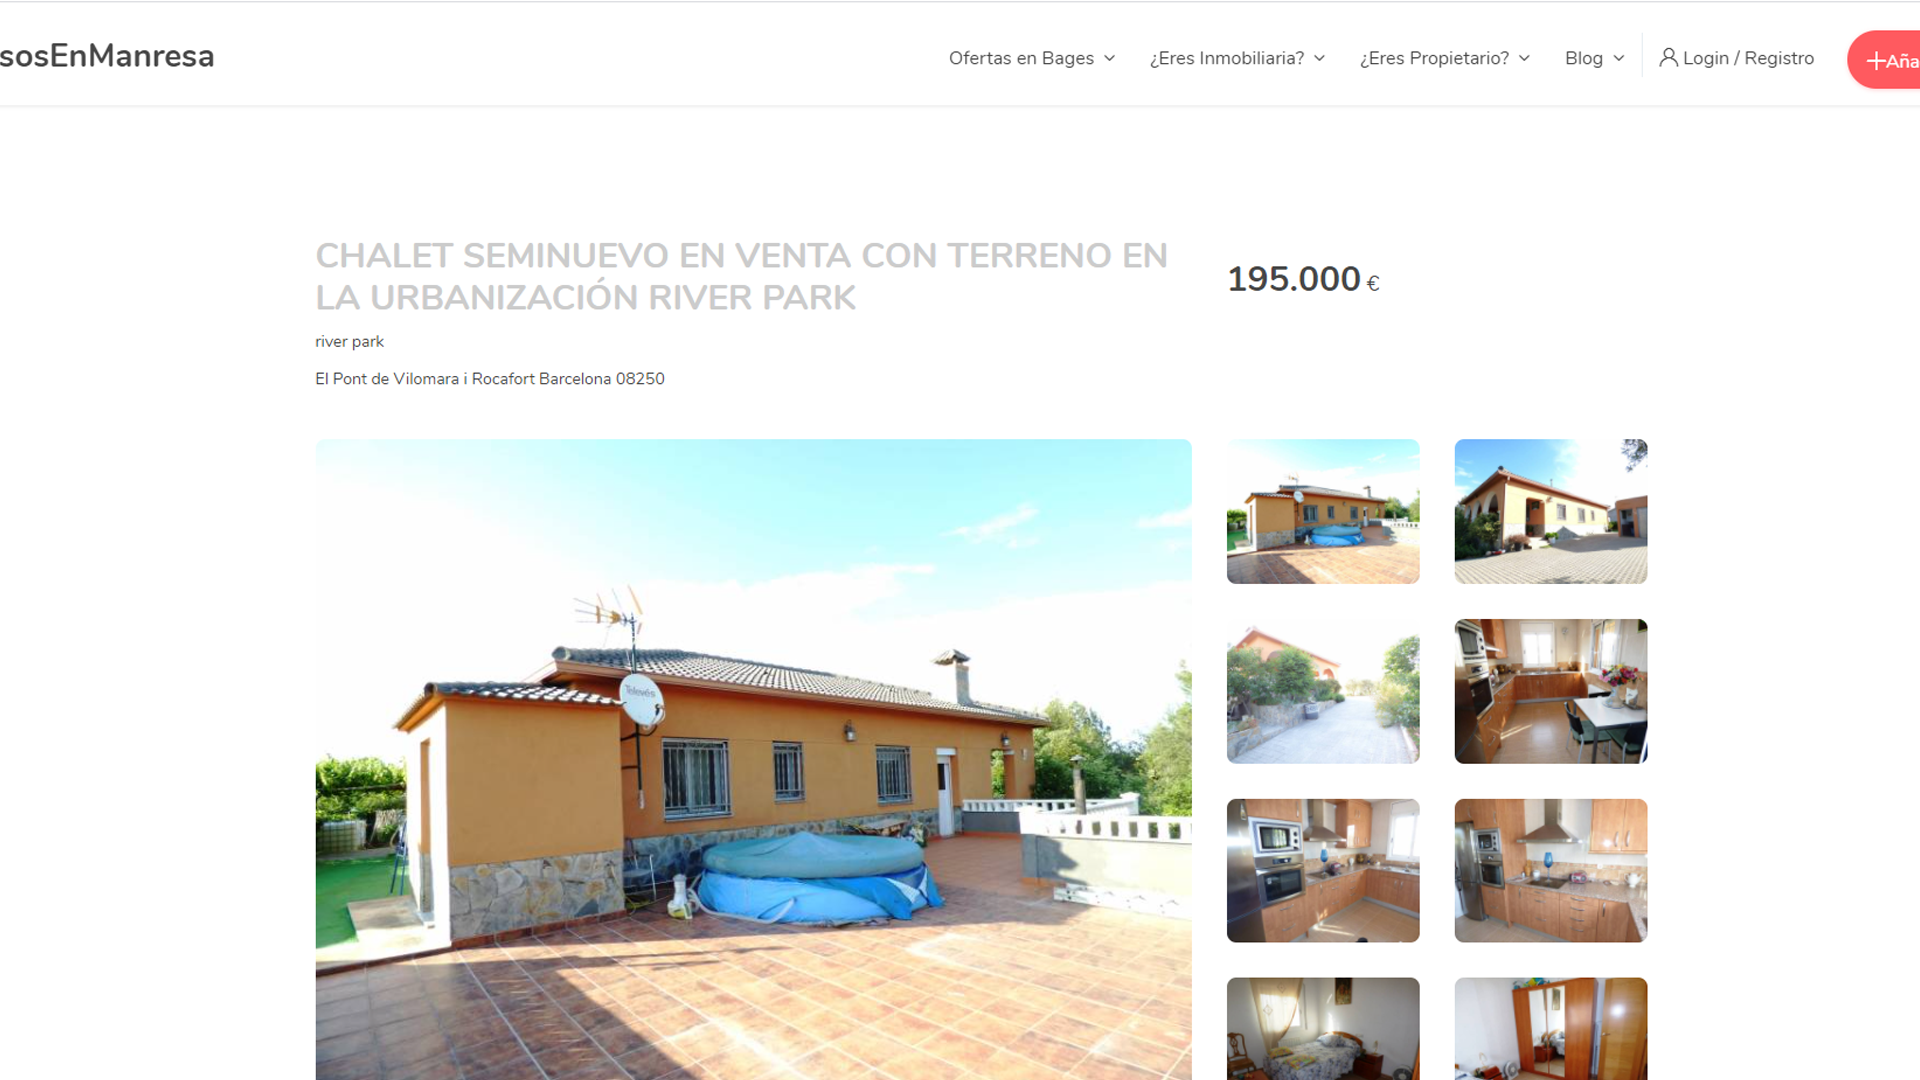 sosEnManresa
Ofertas en Bages
¿Eres Inmobiliaria?
¿Eres Propietario?
Blog
Login / Registro
+Aña
CHALET SEMINUEVO EN VENTA CON TERRENO EN
LA URBANIZACIÓN RIVER PARK
195.000 €
river park
El Pont de Vilomara i Rocafort Barcelona 08250
Televés